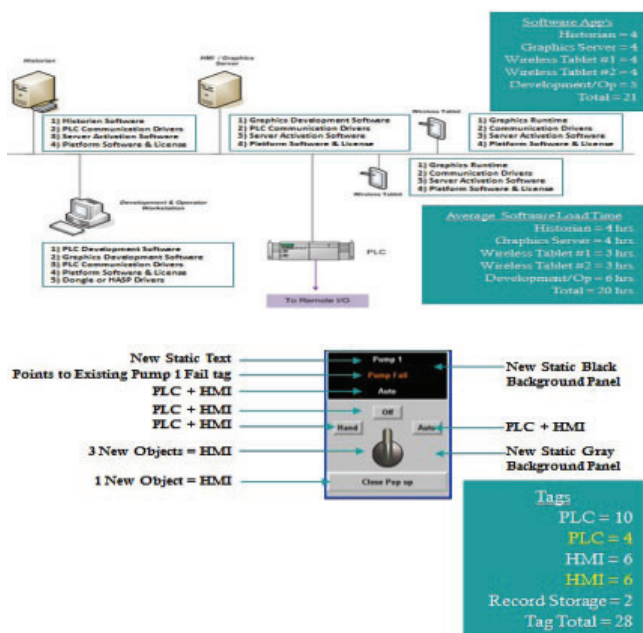 Software App's
Historian = 4
Graphics Server = 4
Wireless Tablet #1 = 4
Wireless Tablet #2 = 4
Development/Op = 5
Total = 21
Historian
HMI / Graphics
Server
Wireless Tablet
1) Historian Software
2) PLC Communication Drivers
3) Server Activation Software
4) Platform Software & License
1) Graphics Development Software
2) PLC Communication Drivers
3) Server Activation Software
4) Platform Software & License
1) Graphics Runtime
2) Communication Drivers
3) Server Activation Software
4) Platform Software & License
1) Graphics Runtime
2) Communication Drivers
3) Server Activation Software
4) Platform Software & License
Wireless Tablet
Development & Operator
Workstation
1) PLC Development Software
2) Graphics Development Software
3) PLC Communication Drivers
4) Platform Software & License
5) Dongle or HASP Drivers
PLC
To Remote I/O
Average Software Load Time
Historian = 4 hrs
Graphics Server = 4 hrs
Wireless Tablet #1 = 3 hrs
Wireless Tablet #2 = 3 hrs
Development/Op = 6 hrs
Total = 20 hrs
New Static Text
Points to Existing Pump 1 Fail tag
PLC + HMI
PLC + HMI
PLC + HMI
3 New Objects = HMI
1 New Object = HMI
Pump 1
Pump Fail
Auto
Off
Hand
Auto
Close Pop up
New Static Black
Background Panel
PLC + HMI
New Static Gray
Background Panel
Tags
PLC = 10
PLC = 4
HMI = 6
HMI = 6
Record Storage = 2
Tag Total = 28